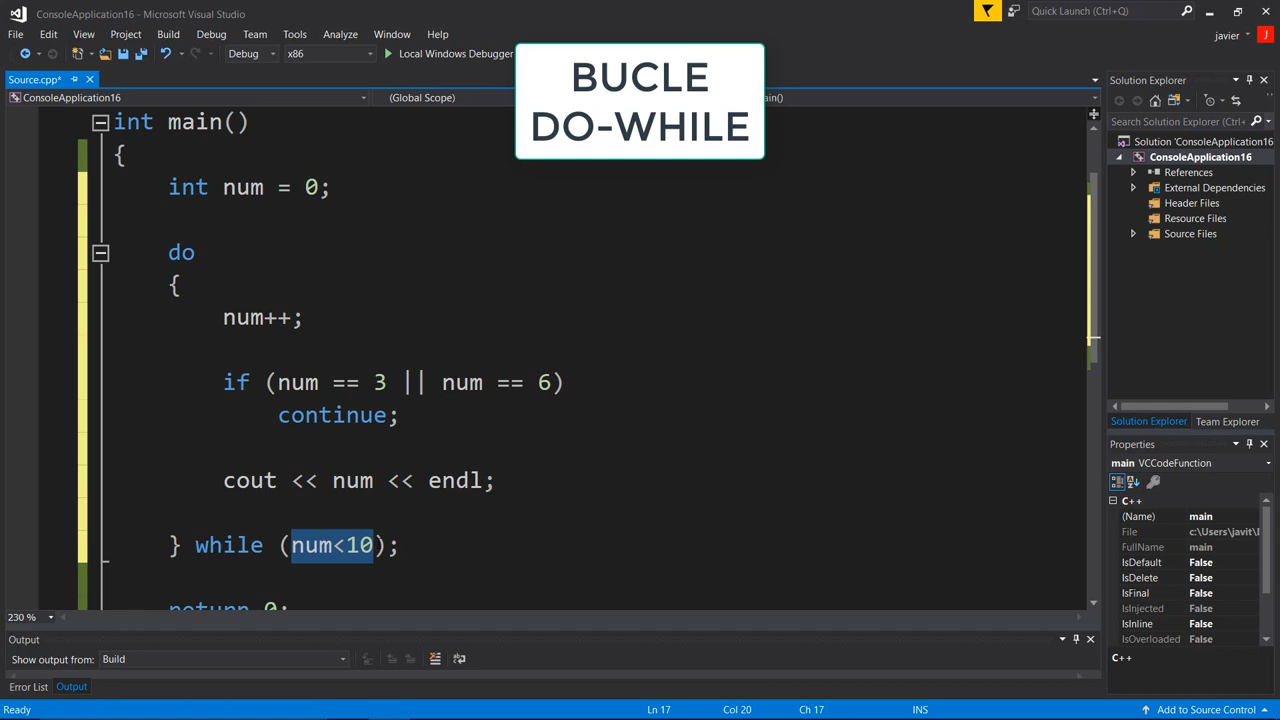 ConsoleApplication16 - Microsoft Visual Studio
Quick Launch (Ctrl+Q)
File Edit View Project Build Debug Team Tools Analyze Window Help
javier J
Debug x86 Local Windows Debugger
BUCLE
DO-WHILE
Source.cpp*
ConsoleApplication16 (Global Scope)
int main()
{
int num = 0;
do
{
num++;
if (num == 3 || num == 6)
continue;
cout << num << endl;
} while (num<10);
return 0;
230 %
Output
Show output from: Build
Error List Output
Solution Explorer
Search Solution Explorer
Solution 'ConsoleApplication16
ConsoleApplication16
References
External Dependencies
Header Files
Resource Files
Source Files
Solution Explorer Team Explorer
Properties
main VCCodeFunction
C++
(Name) main
File c:\Users\javit\
FullName main
IsDefault False
IsDelete False
IsFinal False
IsInjected False
IsInline False
IsOverloaded False
C++
Ready Ln 17 Col 20 Ch 17 INS Add to Source Control